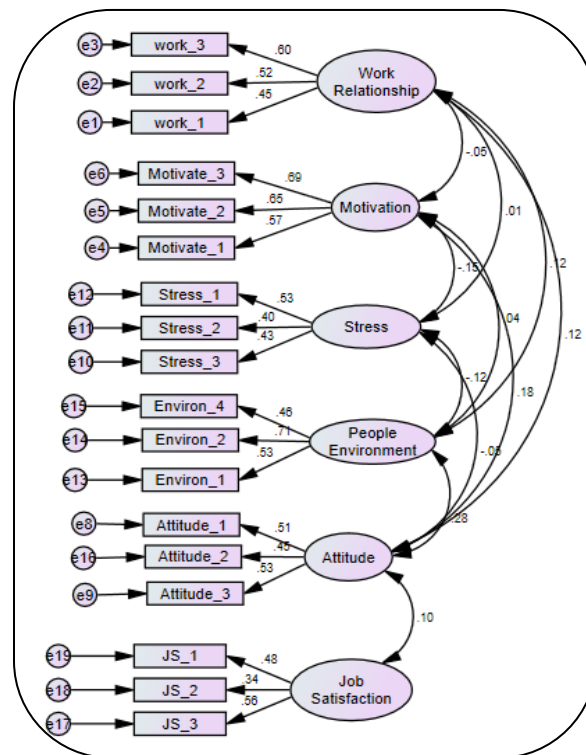 e3
work_3
.60
e2
work_2
.52
e1
work_1
.45
Work
Relationship
-.05
e6
Motivate_3
.69
e5
Motivate_2
.65
e4
Motivate_1
.57
Motivation
.01
-.15
.12
e12
Stress_1
.53
e11
Stress_2
.40
e10
Stress_3
.43
Stress
.04
.12
-.12
.18
e15
Environ_4
.46
e14
Environ_2
.71
e13
Environ_1
.53
People
Environment
-.05
.28
e8
Attitude_1
.51
e16
Attitude_2
.45
e9
Attitude_3
.53
Attitude
.10
e19
JS_1
.48
e18
JS_2
.34
e17
JS_3
.56
Job
Satisfaction